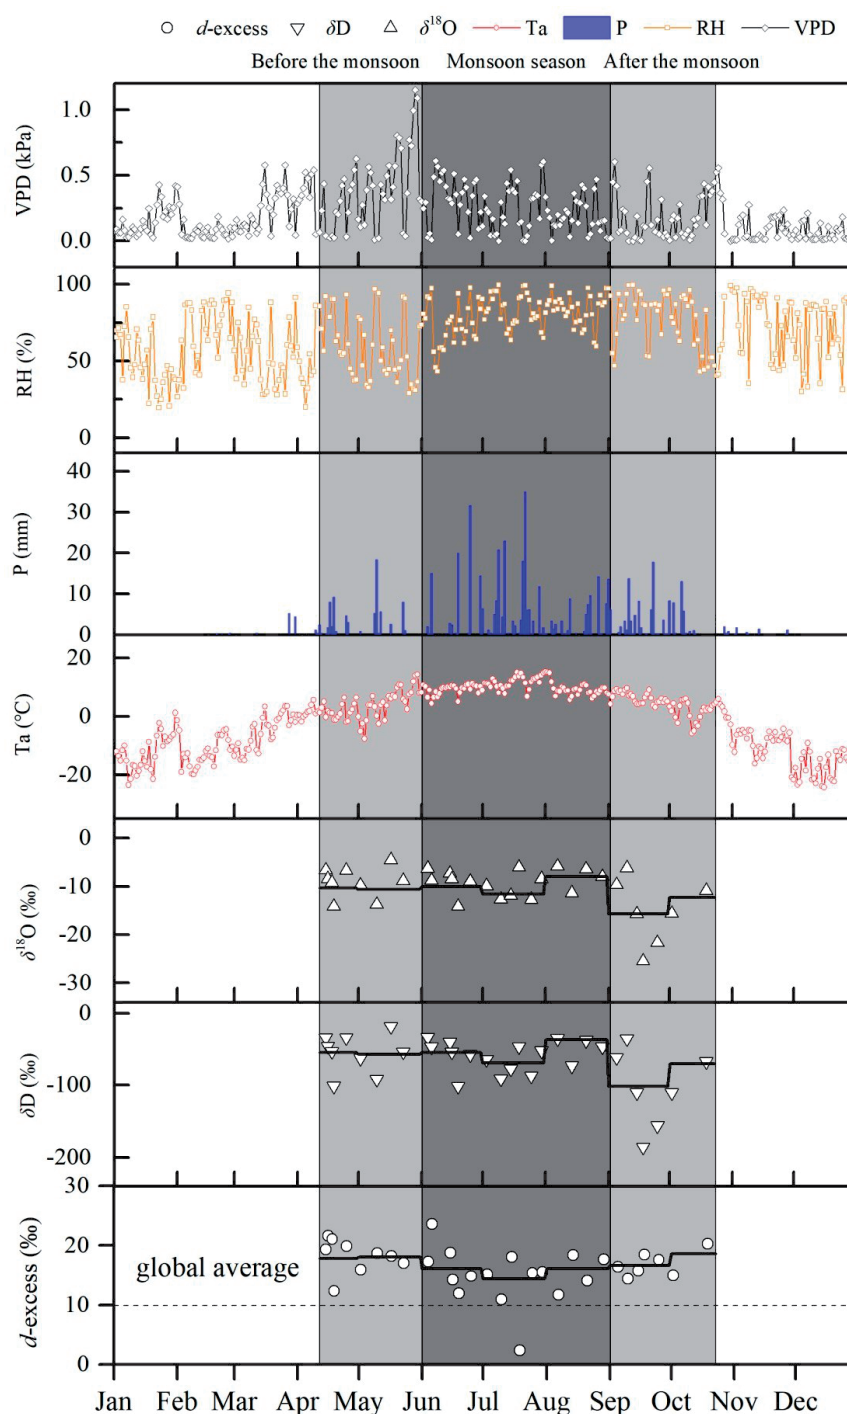 d-excess δD δ¹⁸O Ta P RH VPD
Before the monsoon Monsoon season After the monsoon
VPD (kPa)
1.0
0.5
0.0
RH (%)
100
50
0
P (mm)
40
30
20
10
0
Ta (℃)
20
0
-20
δ¹⁸O (‰)
0
-10
-20
-30
δD (‰)
0
-100
-200
d-excess (‰)
30
20
10
0
global average
Jan Feb Mar Apr May Jun Jul Aug Sep Oct Nov Dec